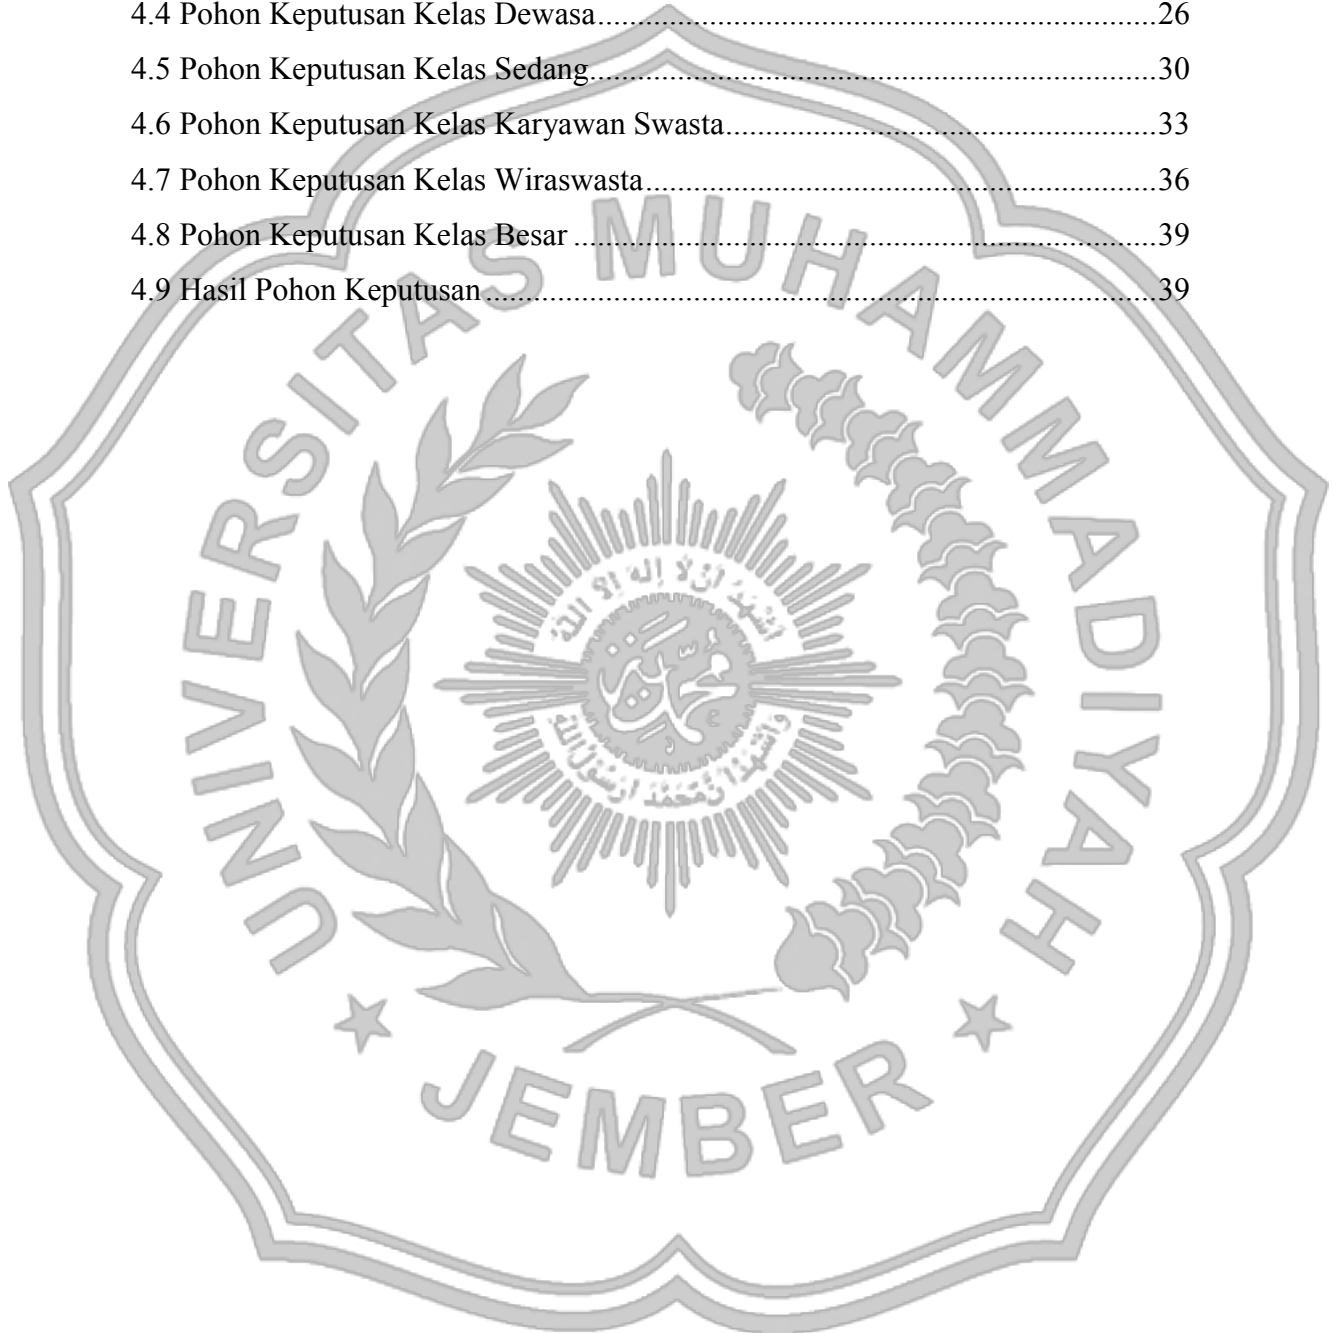 4.4 Pohon Keputusan Kelas Dewasa........................................................................26
4.5 Pohon Keputusan Kelas Sedang.........................................................................30
4.6 Pohon Keputusan Kelas Karyawan Swasta.......................................................33
4.7 Pohon Keputusan Kelas Wiraswasta.................................................................36
4.8 Pohon Keputusan Kelas Besar ..........................................................................39
4.9 Hasil Pohon Keputusan.....................................................................................39
UNIVERSITAS MUHAMMADIYAH
JEMBER
محمد